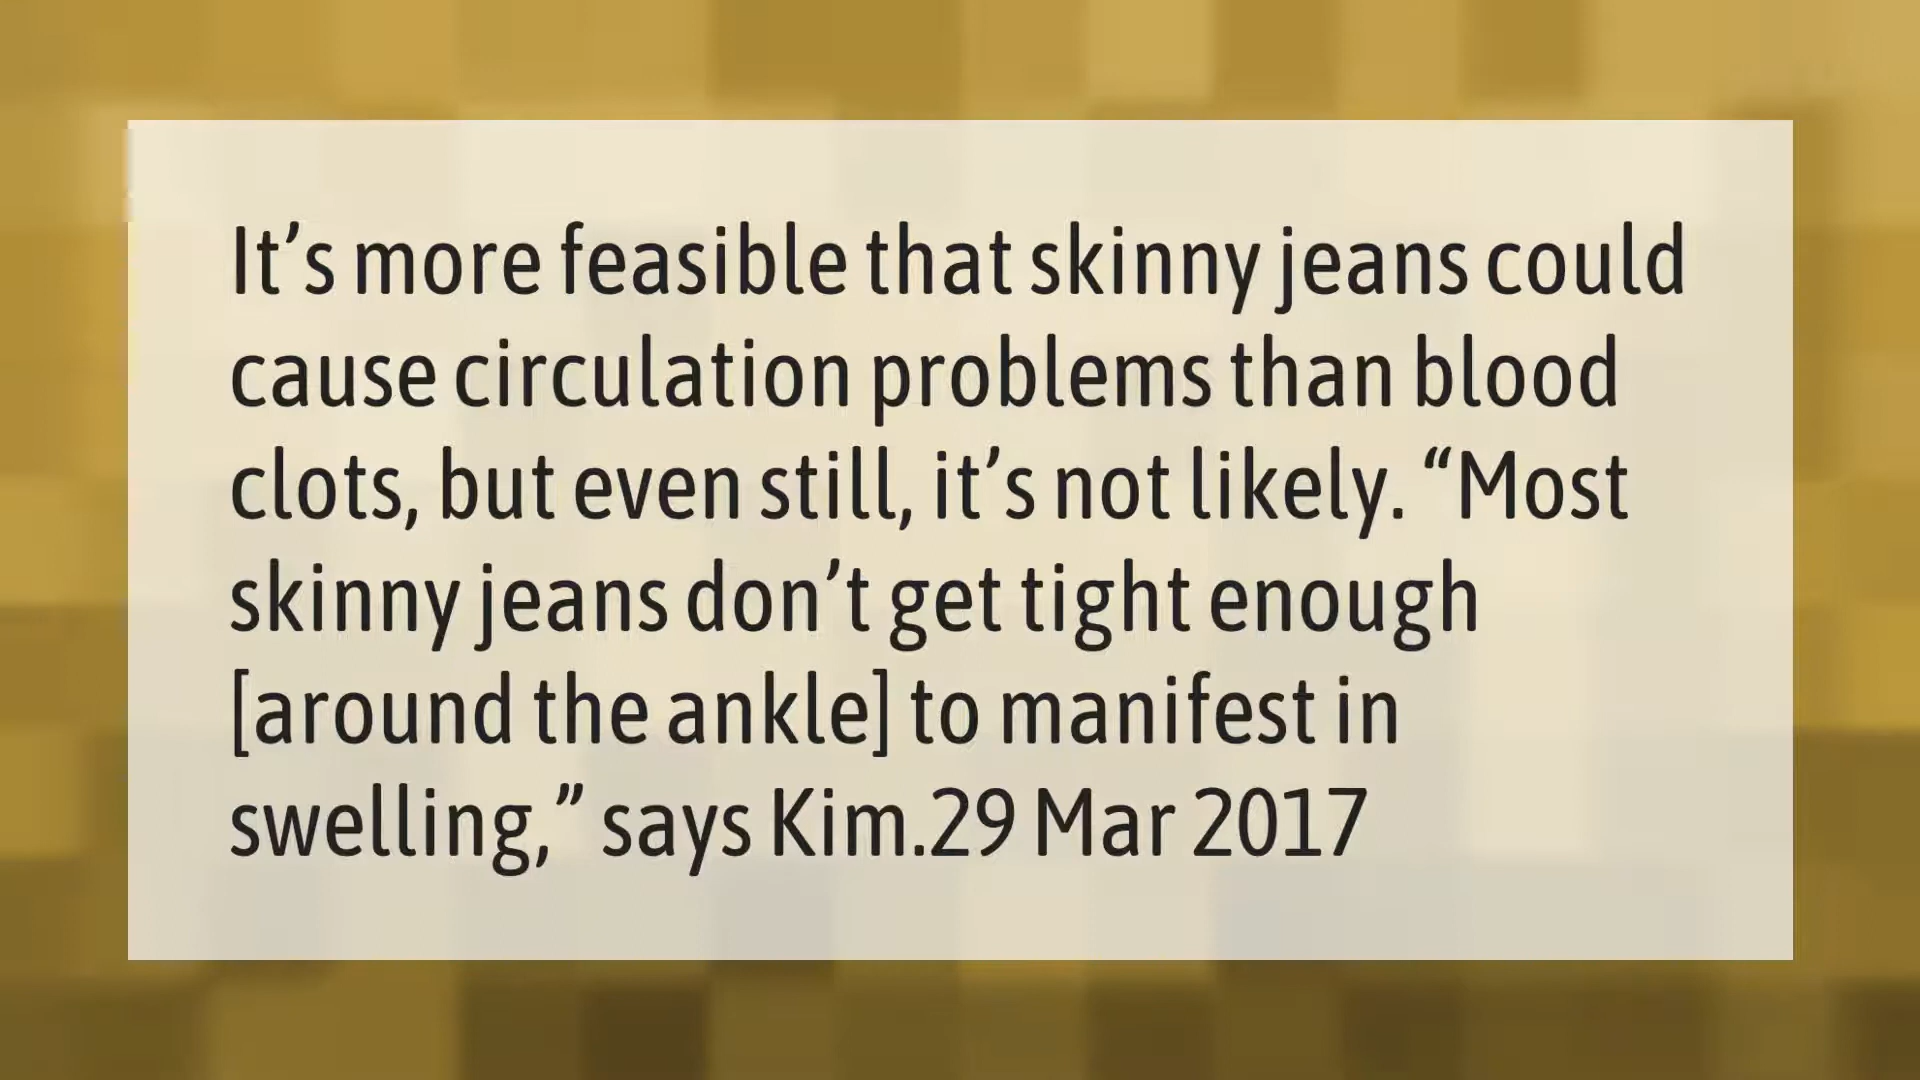 It’s more feasible that skinny jeans could
cause circulation problems than blood
clots, but even still, it’s not likely. “Most
skinny jeans don’t get tight enough
[around the ankle] to manifest in
swelling,” says Kim.29 Mar 2017